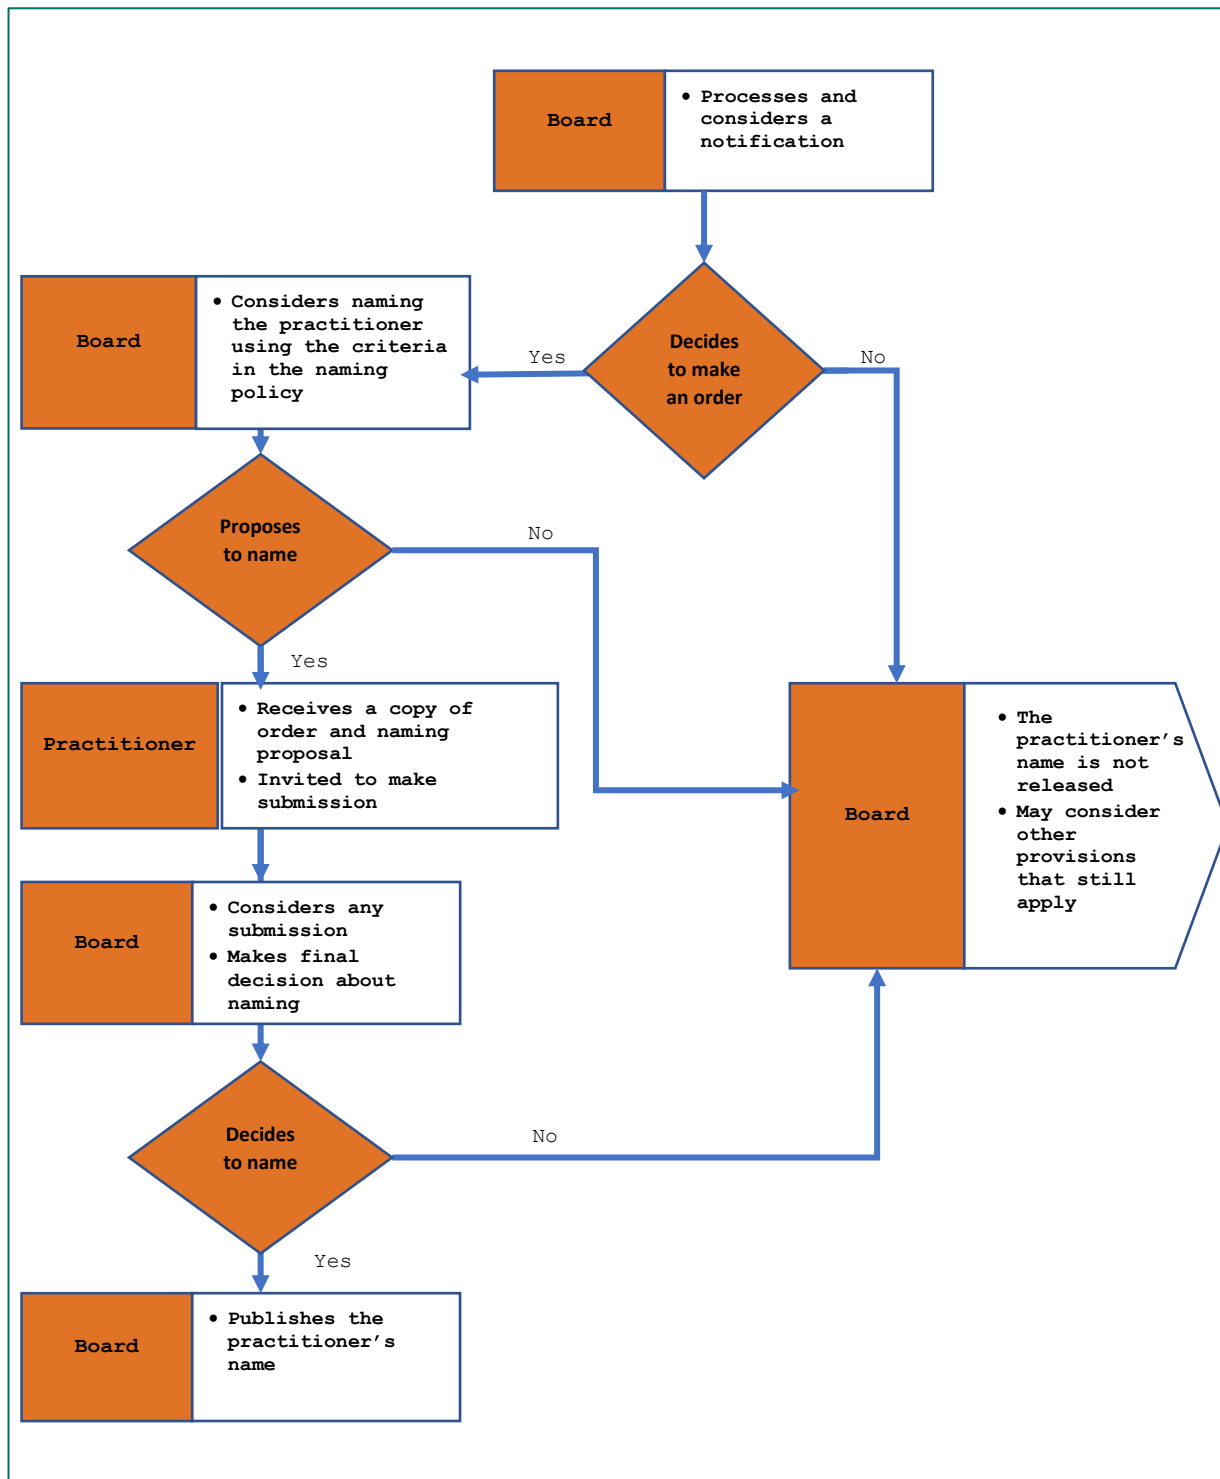 Board
• Processes and
considers a
notification
Decides
to make
an order
Yes
No
Board
• Considers naming
the practitioner
using the criteria
in the naming
policy
Proposes
to name
No
Yes
Practitioner
• Receives a copy of
order and naming
proposal
• Invited to make
submission
Board
• The
practitioner’s
name is not
released
• May consider
other
provisions
that still
apply
Board
• Considers any
submission
• Makes final
decision about
naming
Decides
to name
No
Yes
Board
• Publishes the
practitioner’s
name